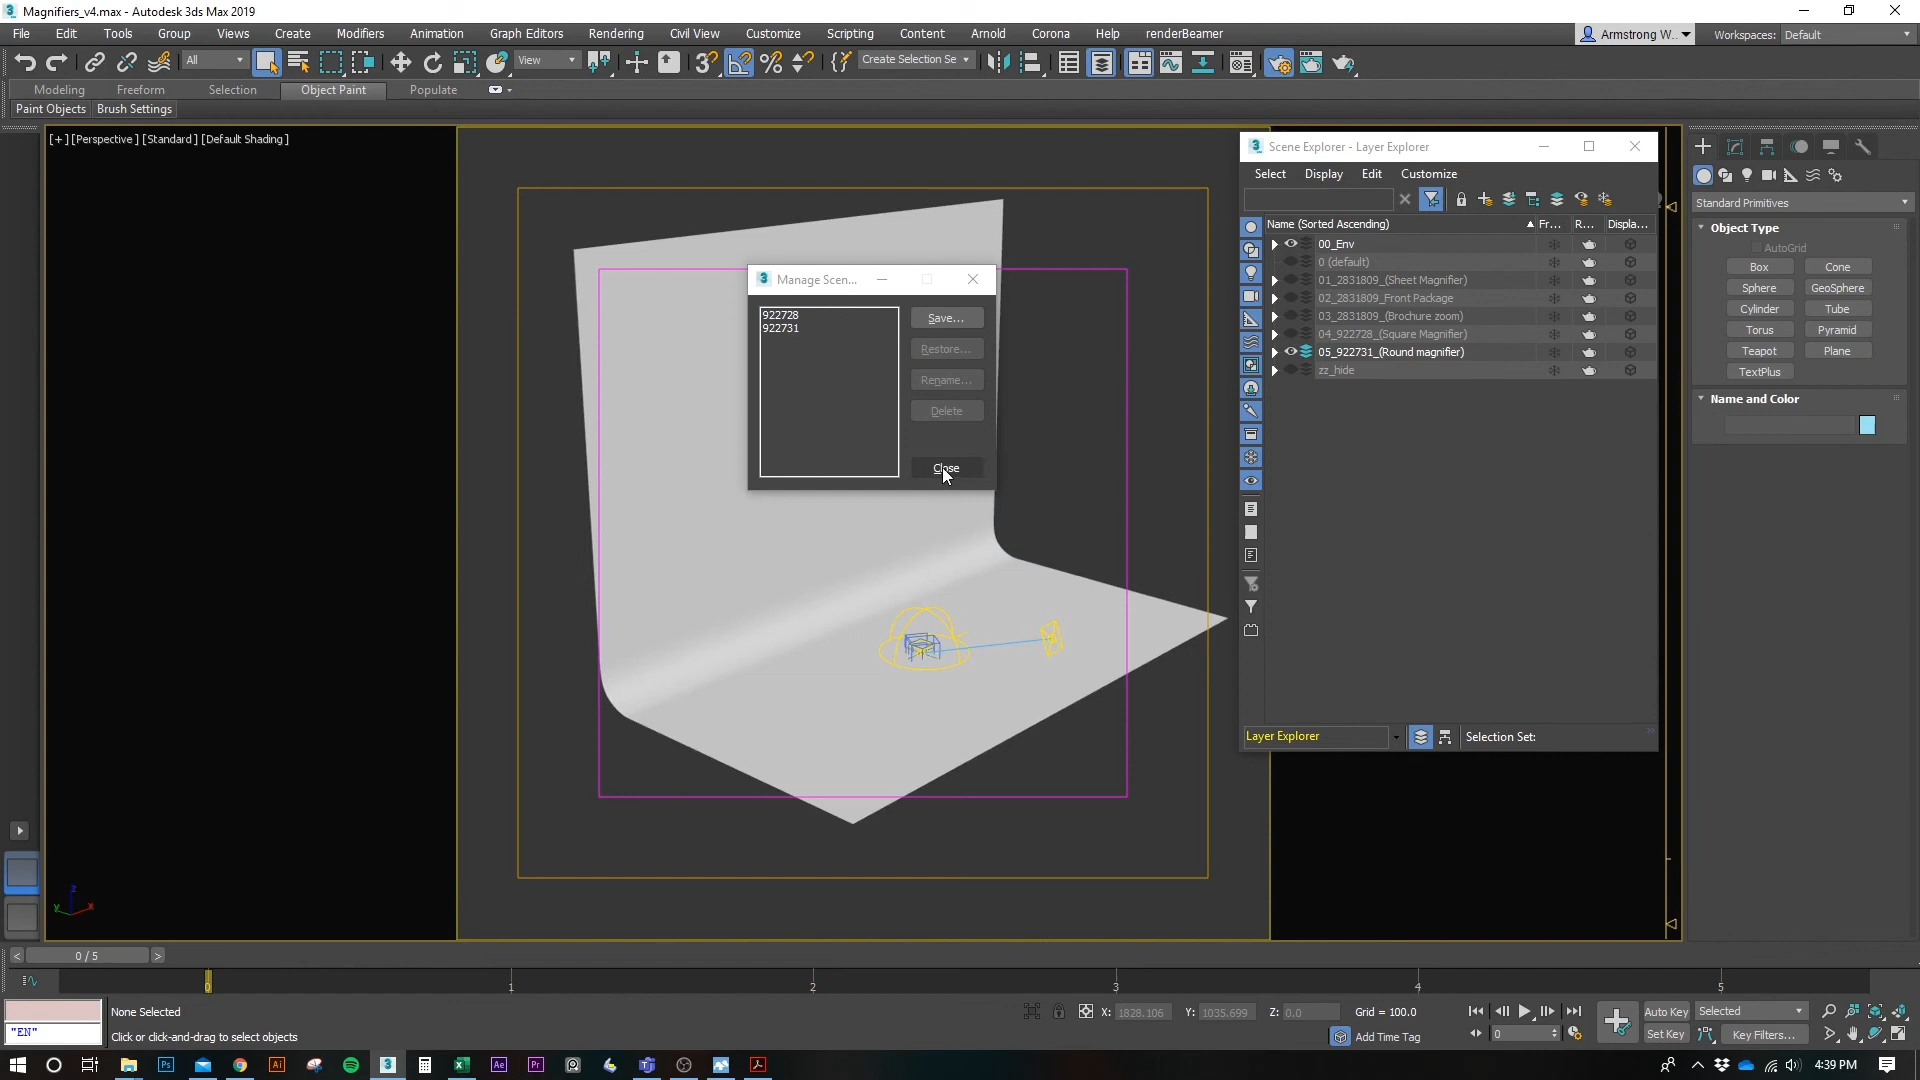 Magnifiers_v4.max - Autodesk 3ds Max 2019
File Edit Tools Group Views Create Modifiers Animation Graph Editors Rendering Civil View Customize Scripting Content Arnold Corona Help renderBeamer
Armstrong W... Workspaces: Default
All View Create Selection Se
Modeling Freeform Selection Object Paint Populate
Paint Objects Brush Settings
[+] [Perspective] [Standard] [Default Shading]
Manage Scen...
922728
922731
Save...
Restore...
Rename...
Delete
Close
Scene Explorer - Layer Explorer
Select Display Edit Customize
Name (Sorted Ascending) Fr... R... Displa...
00_Env
0 (default)
01_2831809_(Sheet Magnifier)
02_2831809_Front Package
03_2831809_(Brochure zoom)
04_922728_(Square Magnifier)
05_922731_(Round magnifier)
zz_hide
Layer Explorer Selection Set:
Standard Primitives
Object Type
AutoGrid
Box Cone
Sphere GeoSphere
Cylinder Tube
Torus Pyramid
Teapot Plane
TextPlus
Name and Color
z
y x
< 0 / 5 >
0 1 2 3 4 5
"EN"
None Selected
Click or click-and-drag to select objects
X: 1828.106 Y: 1035.699 Z: 0.0 Grid = 100.0
Add Time Tag
0
Auto Key Selected
Set Key Key Filters...
4:39 PM